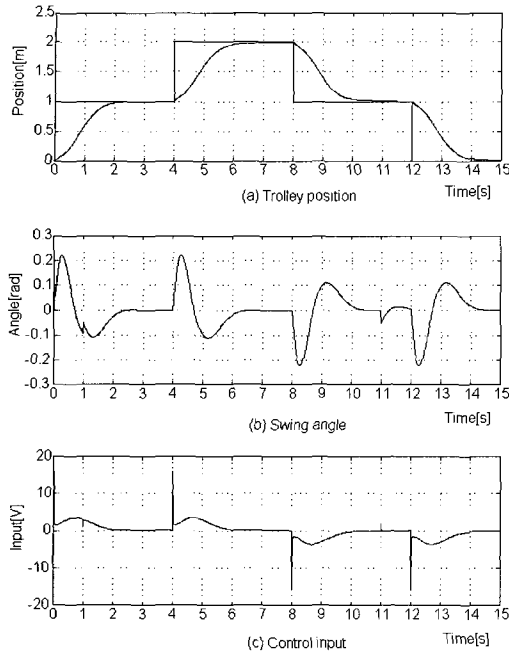 Position[m]
2.5
2
1.5
1
0.5
0
0 1 2 3 4 5 6 7 8 9 10 11 12 13 14 15
(a) Trolley position
Time[s]
Angle[rad]
0.3
0.2
0.1
0
-0.1
-0.2
-0.3
0 1 2 3 4 5 6 7 8 9 10 11 12 13 14 15
(b) Swing angle
Time[s]
Input[V]
20
10
0
-10
-20
0 1 2 3 4 5 6 7 8 9 10 11 12 13 14 15
(c) Control input
Time[s]